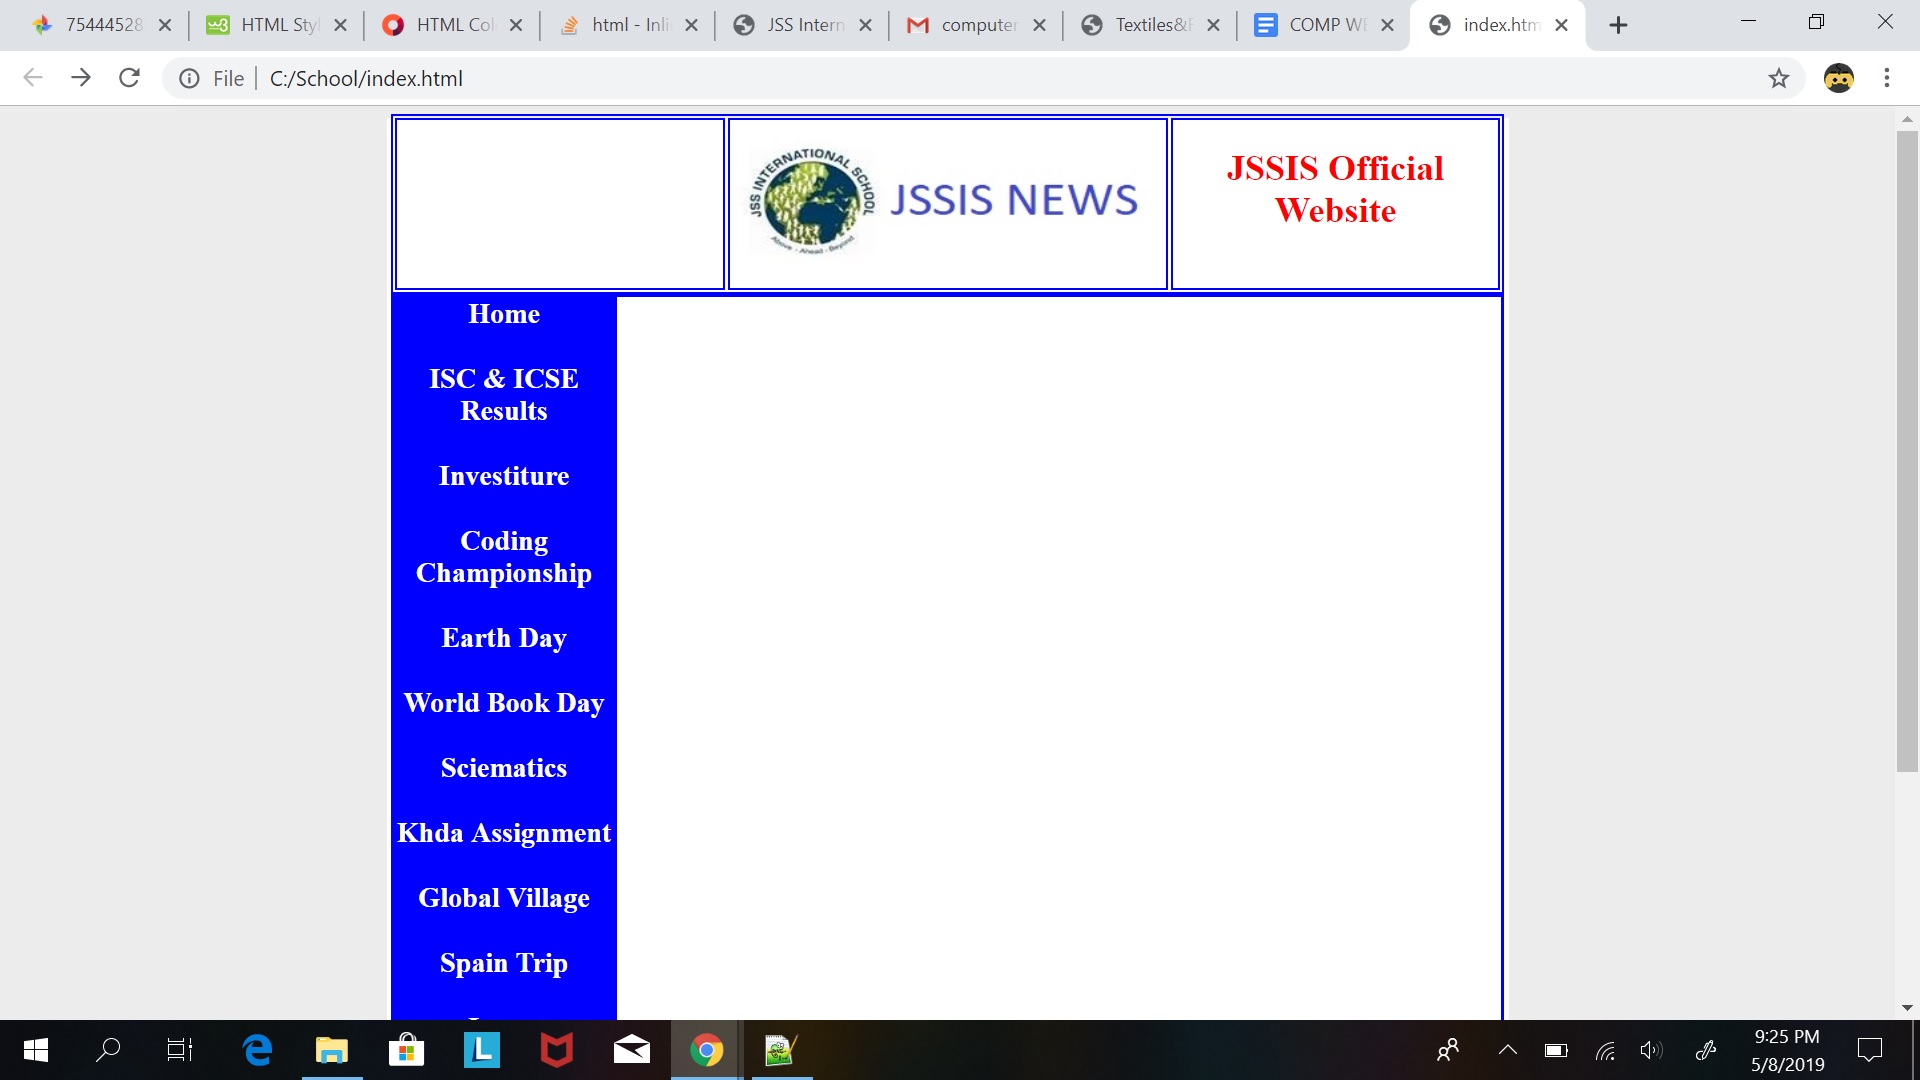 75444528
HTML Sty
HTML Col
html - Inli
JSS Intern
computer
Textiles&F
COMP WE
index.htm
File
C:/School/index.html
JSS INTERNATIONAL SCHOOL
Above - Ahead - Beyond
JSSIS NEWS
JSSIS Official
Website
Home
ISC & ICSE
Results
Investiture
Coding
Championship
Earth Day
World Book Day
Sciematics
Khda Assignment
Global Village
Spain Trip
9:25 PM
5/8/2019